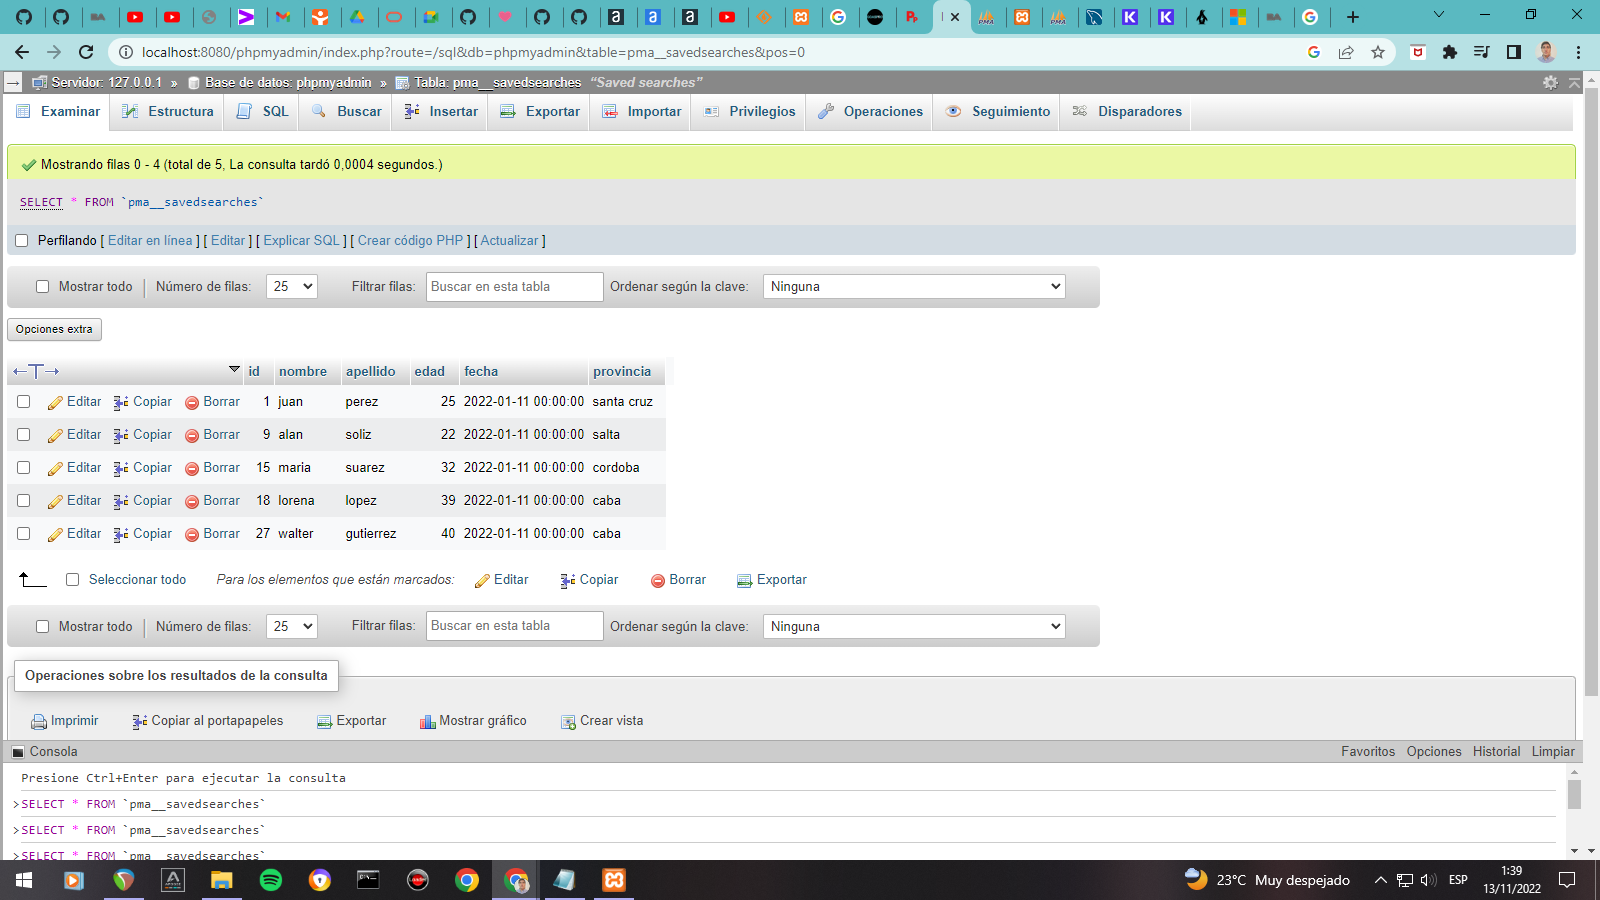 localhost:8080/phpmyadmin/index.php?route=/sql&db=phpmyadmin&table=pma__savedsearches&pos=0
Servidor: 127.0.0.1 » Base de datos: phpmyadmin » Tabla: pma__savedsearches “Saved searches”
Examinar Estructura SQL Buscar Insertar Exportar Importar Privilegios Operaciones Seguimiento Disparadores
Mostrando filas 0 - 4 (total de 5, La consulta tardó 0,0004 segundos.)
SELECT * FROM `pma__savedsearches`
Perfilando [ Editar en línea ] [ Editar ] [ Explicar SQL ] [ Crear código PHP ] [ Actualizar ]
Mostrar todo Número de filas: 25 Filtrar filas: Buscar en esta tabla Ordenar según la clave: Ninguna
Opciones extra
id nombre apellido edad fecha provincia
Editar Copiar Borrar 1 juan perez 25 2022-01-11 00:00:00 santa cruz
Editar Copiar Borrar 9 alan soliz 22 2022-01-11 00:00:00 salta
Editar Copiar Borrar 15 maria suarez 32 2022-01-11 00:00:00 cordoba
Editar Copiar Borrar 18 lorena lopez 39 2022-01-11 00:00:00 caba
Editar Copiar Borrar 27 walter gutierrez 40 2022-01-11 00:00:00 caba
Seleccionar todo Para los elementos que están marcados: Editar Copiar Borrar Exportar
Mostrar todo Número de filas: 25 Filtrar filas: Buscar en esta tabla Ordenar según la clave: Ninguna
Operaciones sobre los resultados de la consulta
Imprimir Copiar al portapapeles Exportar Mostrar gráfico Crear vista
Consola Favoritos Opciones Historial Limpiar
Presione Ctrl+Enter para ejecutar la consulta
>SELECT * FROM `pma__savedsearches`
>SELECT * FROM `pma__savedsearches`
>SELECT * FROM `pma__savedsearches`
23°C Muy despejado ESP 1:39
13/11/2022